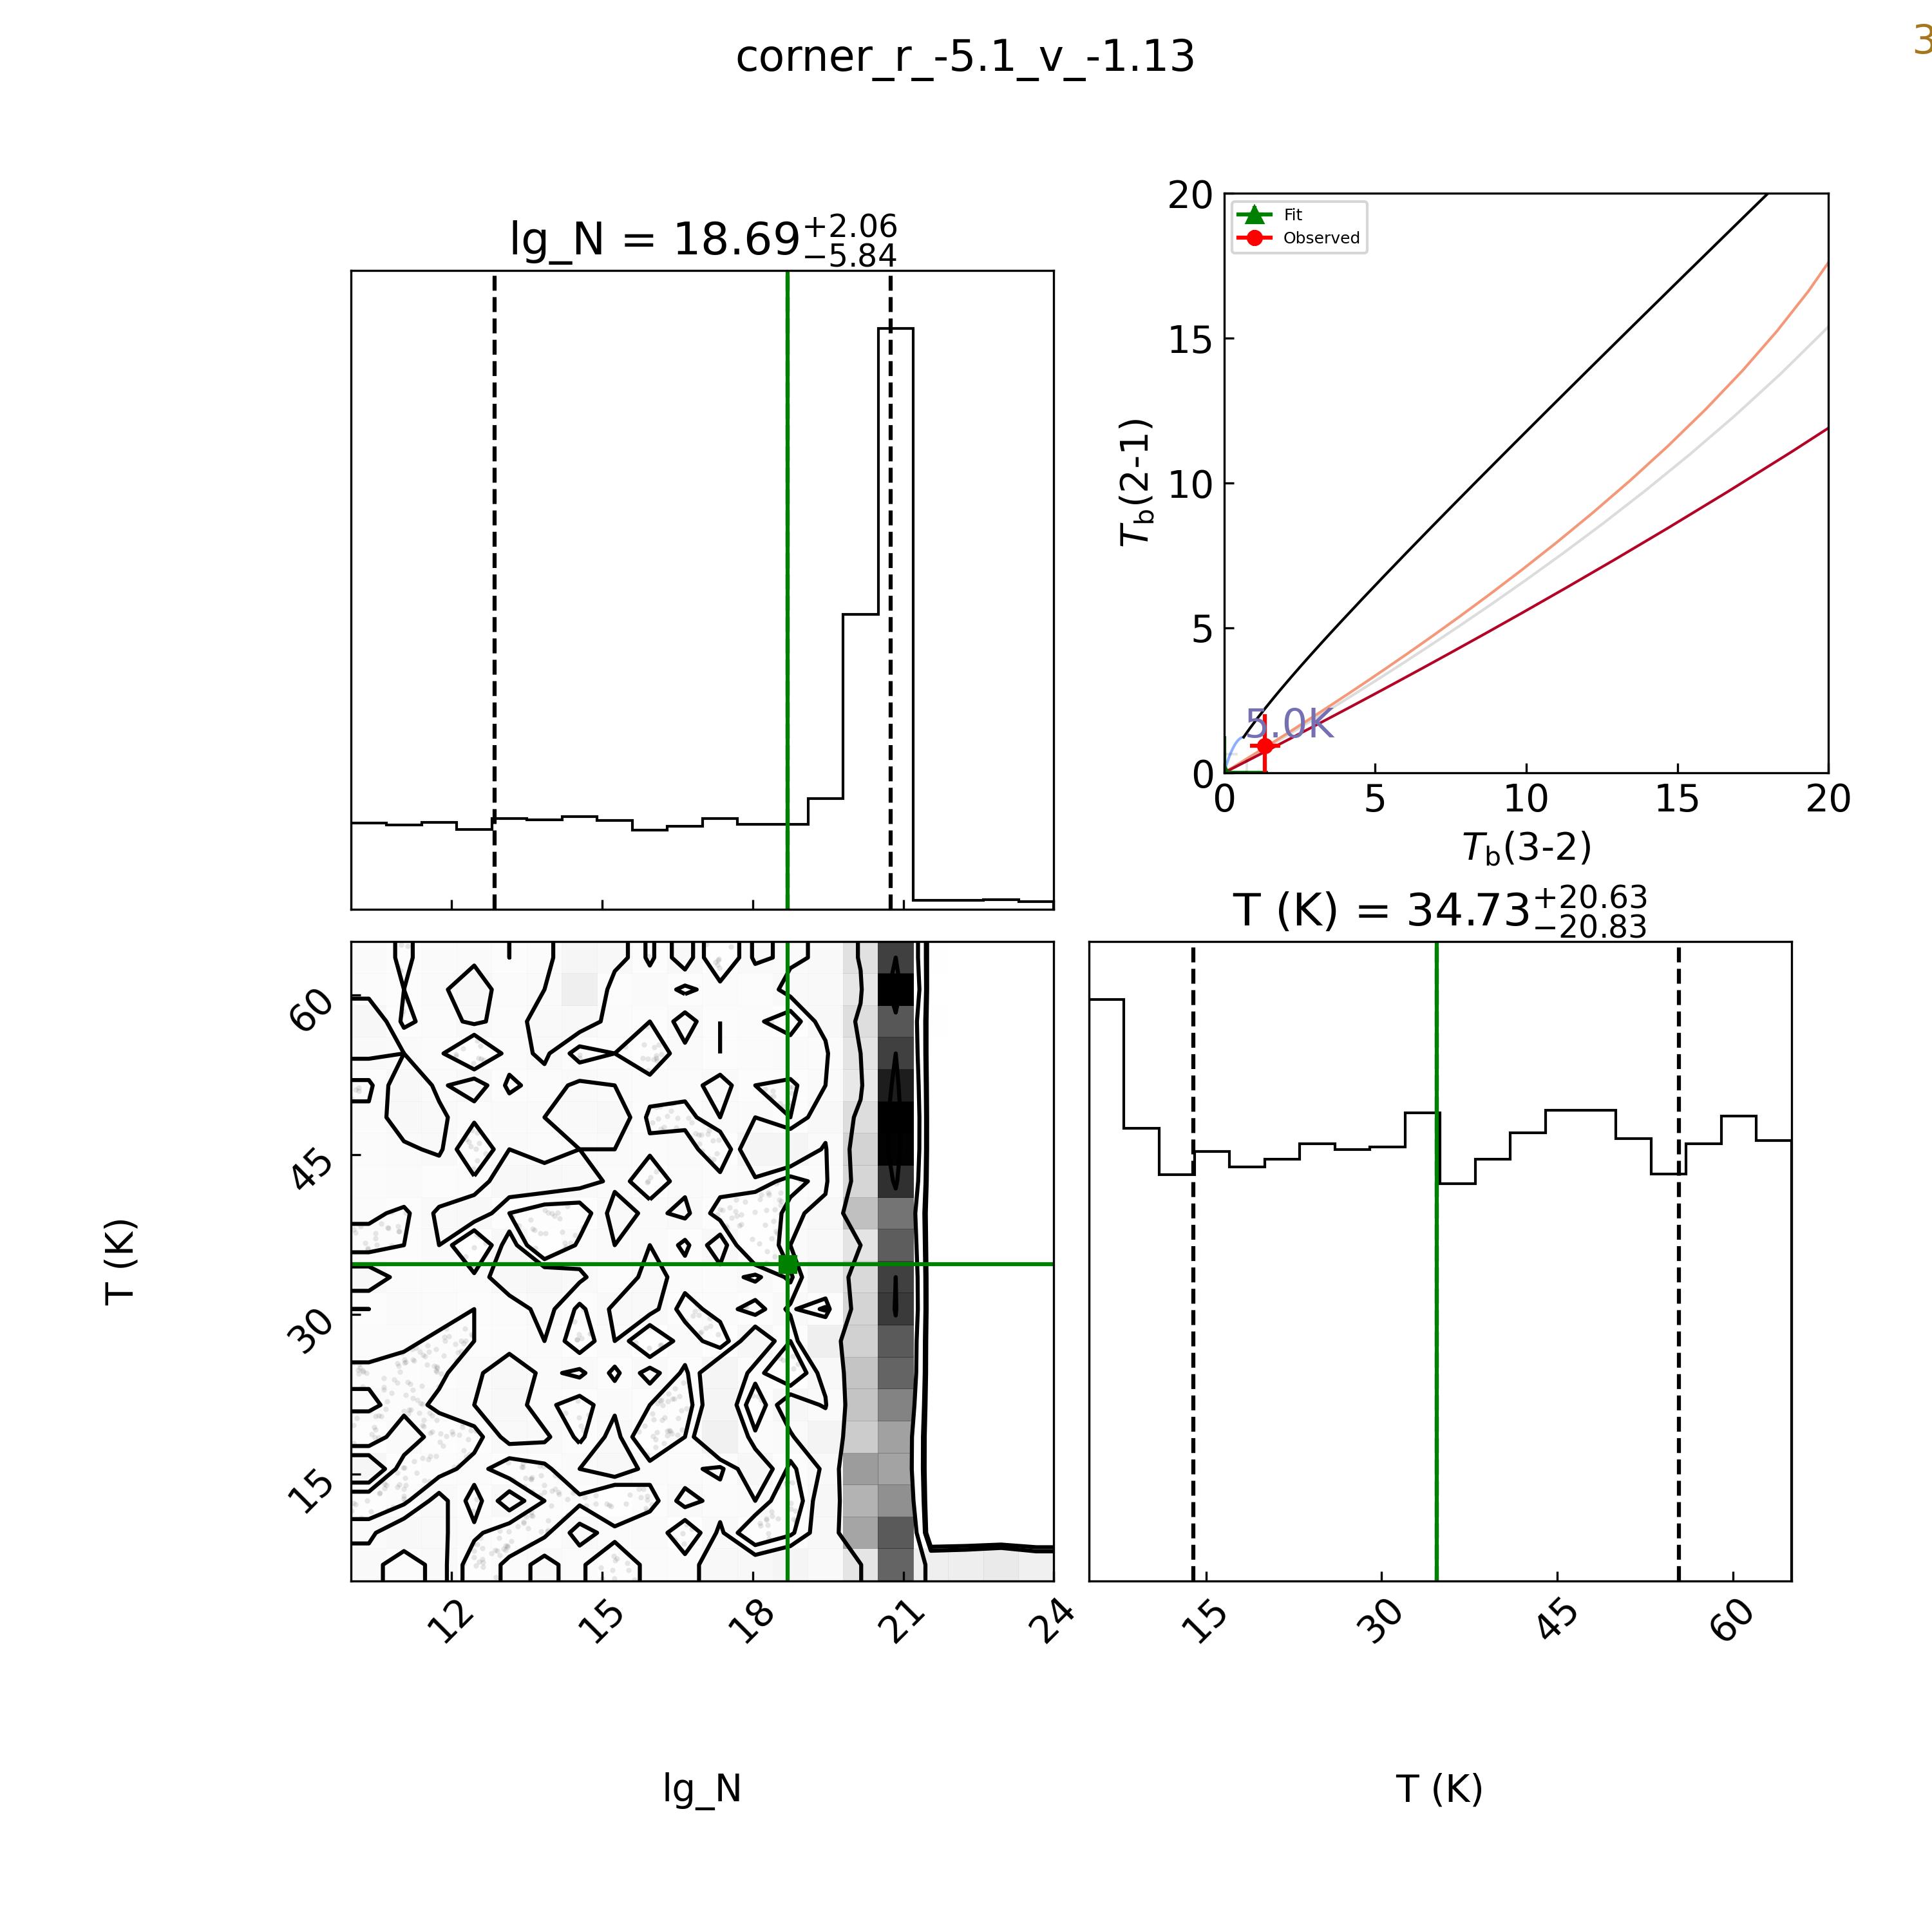 3
corner_r_-5.1_v_-1.13
lg_N = 18.69+2.06−5.84
20
15
10
5
0
Tb(2-1)
Fit
Observed
5.0K
0 5 10 15 20
Tb(3-2)
T (K) = 34.73+20.63−20.83
60
45
30
15
T (K)
12 15 18 21 24
15 30 45 60
lg_N
T (K)